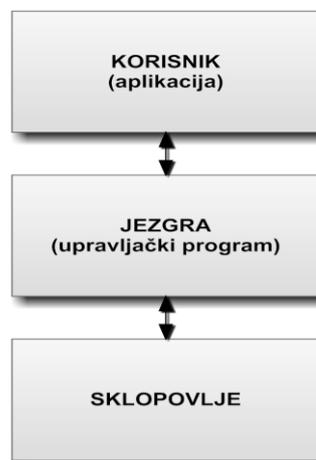 KORISNIK
(aplikacija)
JEZGRA
(upravljački program)
SKLOPOVLJE